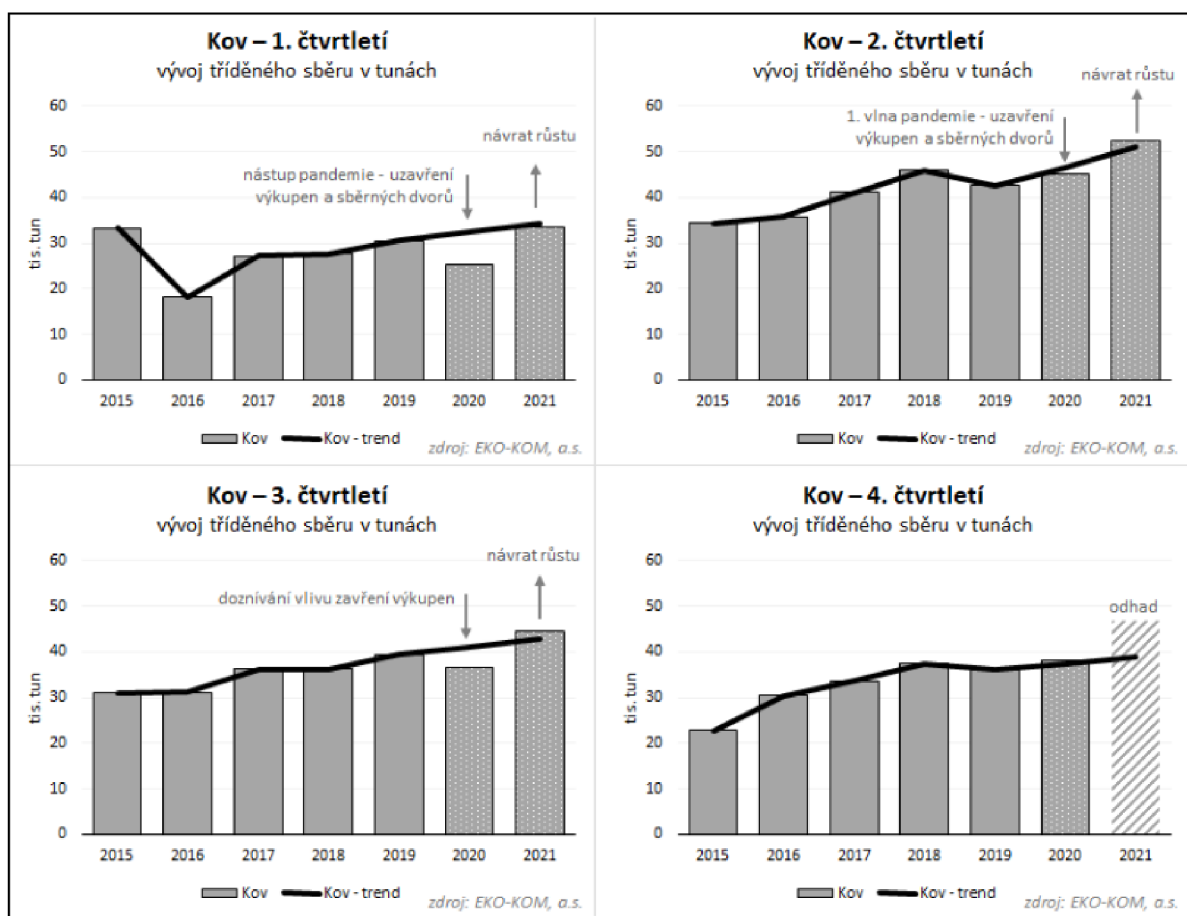 Kov – 1. čtvrtletí
vývoj tříděného sběru v tunách
návrat růstu
nástup pandemie - uzavření
výkupen a sběrných dvorů
tis. tun
60
50
40
30
20
10
0
2015 2016 2017 2018 2019 2020 2021
Kov Kov - trend
zdroj: EKO-KOM, a.s.
Kov – 2. čtvrtletí
vývoj tříděného sběru v tunách
návrat růstu
1. vlna pandemie - uzavření
výkupen a sběrných dvorů
tis. tun
60
50
40
30
20
10
0
2015 2016 2017 2018 2019 2020 2021
Kov Kov - trend
zdroj: EKO-KOM, a.s.
Kov – 3. čtvrtletí
vývoj tříděného sběru v tunách
návrat růstu
doznívání vlivu zavření výkupen
tis. tun
60
50
40
30
20
10
0
2015 2016 2017 2018 2019 2020 2021
Kov Kov - trend
zdroj: EKO-KOM, a.s.
Kov – 4. čtvrtletí
vývoj tříděného sběru v tunách
odhad
tis. tun
60
50
40
30
20
10
0
2015 2016 2017 2018 2019 2020 2021
Kov Kov - trend
zdroj: EKO-KOM, a.s.